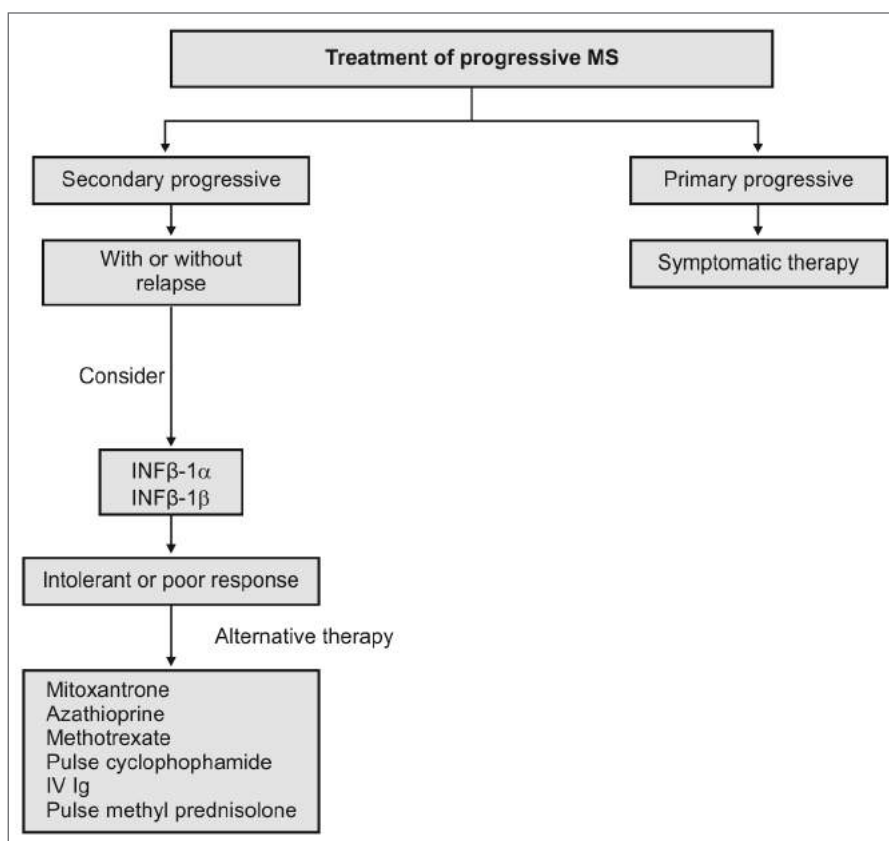 Treatment of progressive MS
Secondary progressive
Primary progressive
With or without
relapse
Symptomatic therapy
Consider
INFβ-1α
INFβ-1β
Intolerant or poor response
Alternative therapy
Mitoxantrone
Azathioprine
Methotrexate
Pulse cyclophophamide
IV Ig
Pulse methyl prednisolone